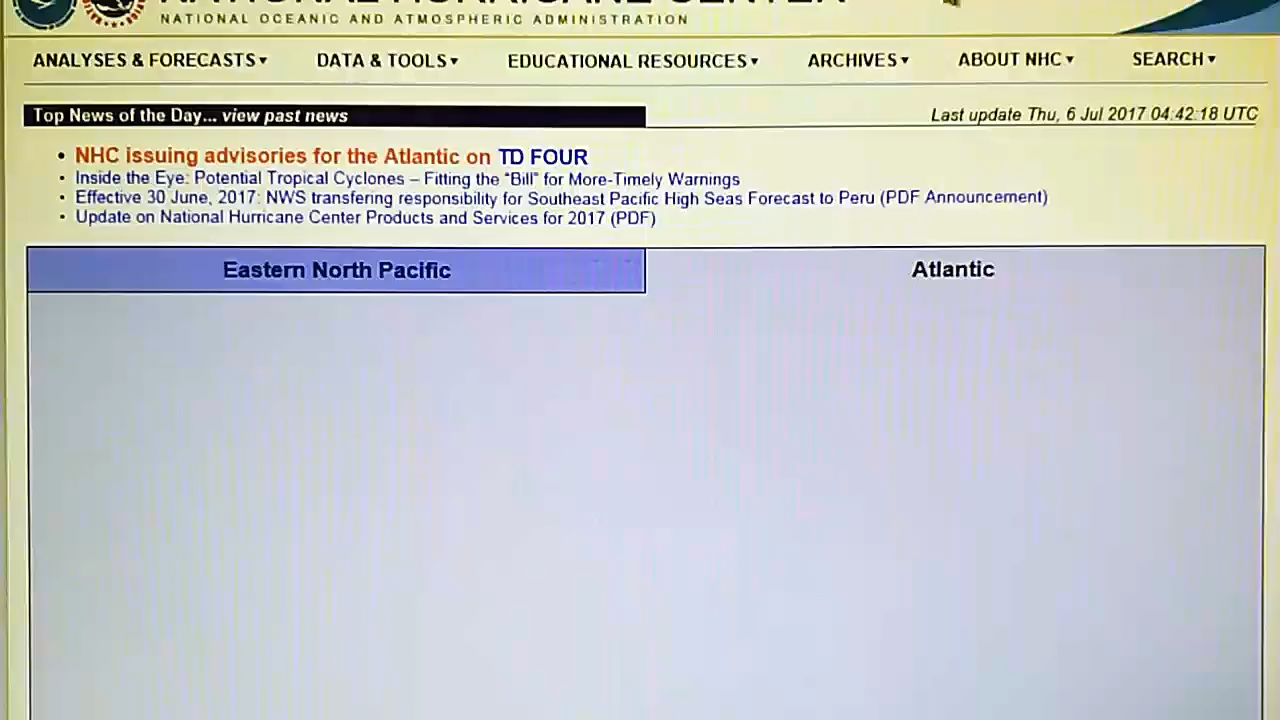 NATIONAL HURRICANE CENTER
NATIONAL OCEANIC AND ATMOSPHERIC ADMINISTRATION
ANALYSES & FORECASTS▾ DATA & TOOLS▾ EDUCATIONAL RESOURCES▾ ARCHIVES▾ ABOUT NHC▾ SEARCH▾
Top News of the Day... view past news Last update Thu, 6 Jul 2017 04:42:18 UTC
• NHC issuing advisories for the Atlantic on TD FOUR
• Inside the Eye: Potential Tropical Cyclones – Fitting the "Bill" for More-Timely Warnings
• Effective 30 June, 2017: NWS transfering responsibility for Southeast Pacific High Seas Forecast to Peru (PDF Announcement)
• Update on National Hurricane Center Products and Services for 2017 (PDF)
Eastern North Pacific Atlantic